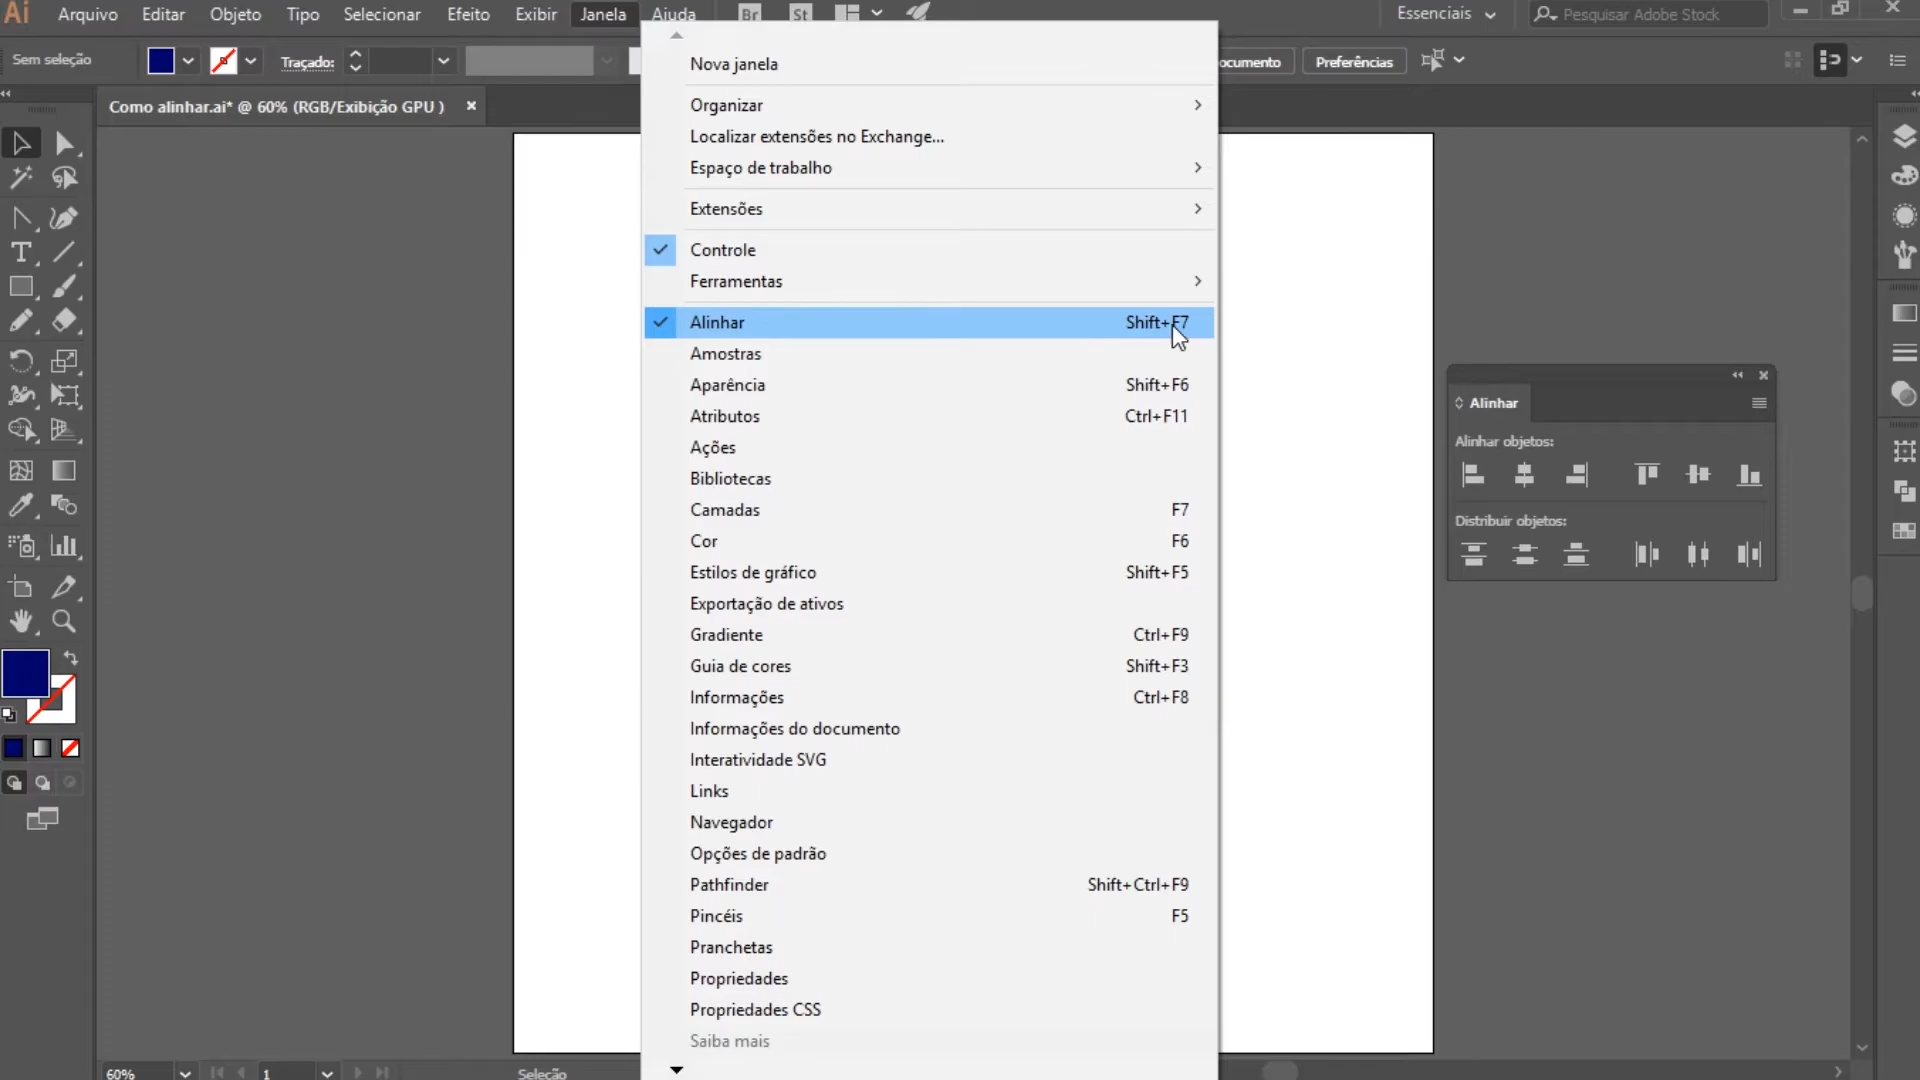 Ai Arquivo Editar Objeto Tipo Selecionar Efeito Exibir Janela Ajuda Br St Essenciais Pesquisar Adobe Stock
Sem seleção Traçado: ocumento Preferências
Como alinhar.ai* @ 60% (RGB/Exibição GPU ) ×
Nova janela
Organizar
Localizar extensões no Exchange...
Espaço de trabalho
Extensões
Controle
Ferramentas
Alinhar Shift+F7
Amostras
Aparência Shift+F6
Atributos Ctrl+F11
Ações
Bibliotecas
Camadas F7
Cor F6
Estilos de gráfico Shift+F5
Exportação de ativos
Gradiente Ctrl+F9
Guia de cores Shift+F3
Informações Ctrl+F8
Informações do documento
Interatividade SVG
Links
Navegador
Opções de padrão
Pathfinder Shift+Ctrl+F9
Pincéis F5
Pranchetas
Propriedades
Propriedades CSS
Saiba mais
Alinhar
Alinhar objetos:
Distribuir objetos:
60% 1 Seleção